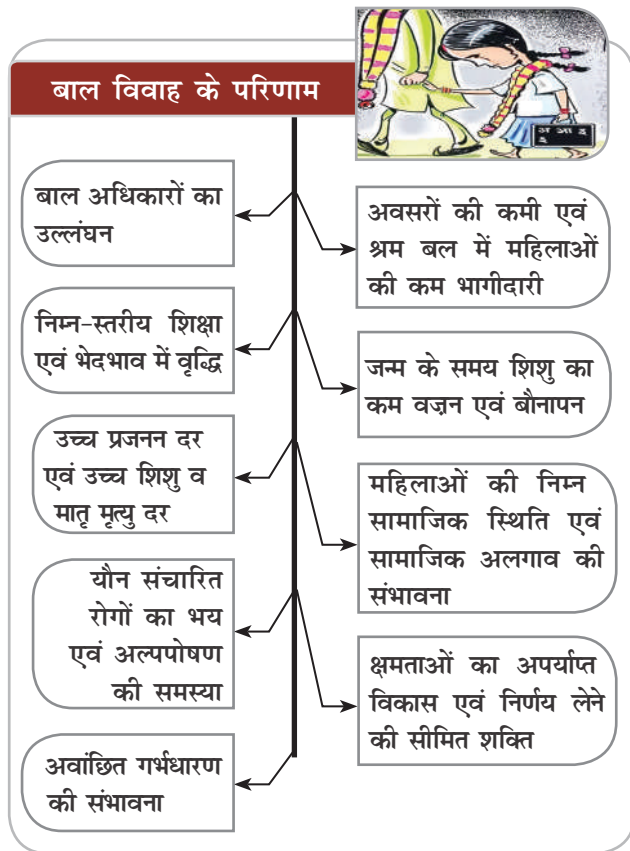 बाल विवाह के परिणाम
अ आ इ
ई
बाल अधिकारों का
उल्लंघन
अवसरों की कमी एवं
श्रम बल में महिलाओं
की कम भागीदारी
निम्न-स्तरीय शिक्षा
एवं भेदभाव में वृद्धि
जन्म के समय शिशु का
कम वज़न एवं बौनापन
उच्च प्रजनन दर
एवं उच्च शिशु व
मातृ मृत्यु दर
महिलाओं की निम्न
सामाजिक स्थिति एवं
सामाजिक अलगाव की
संभावना
यौन संचारित
रोगों का भय
एवं अल्पपोषण
की समस्या
क्षमताओं का अपर्याप्त
विकास एवं निर्णय लेने
की सीमित शक्ति
अवांछित गर्भधारण
की संभावना